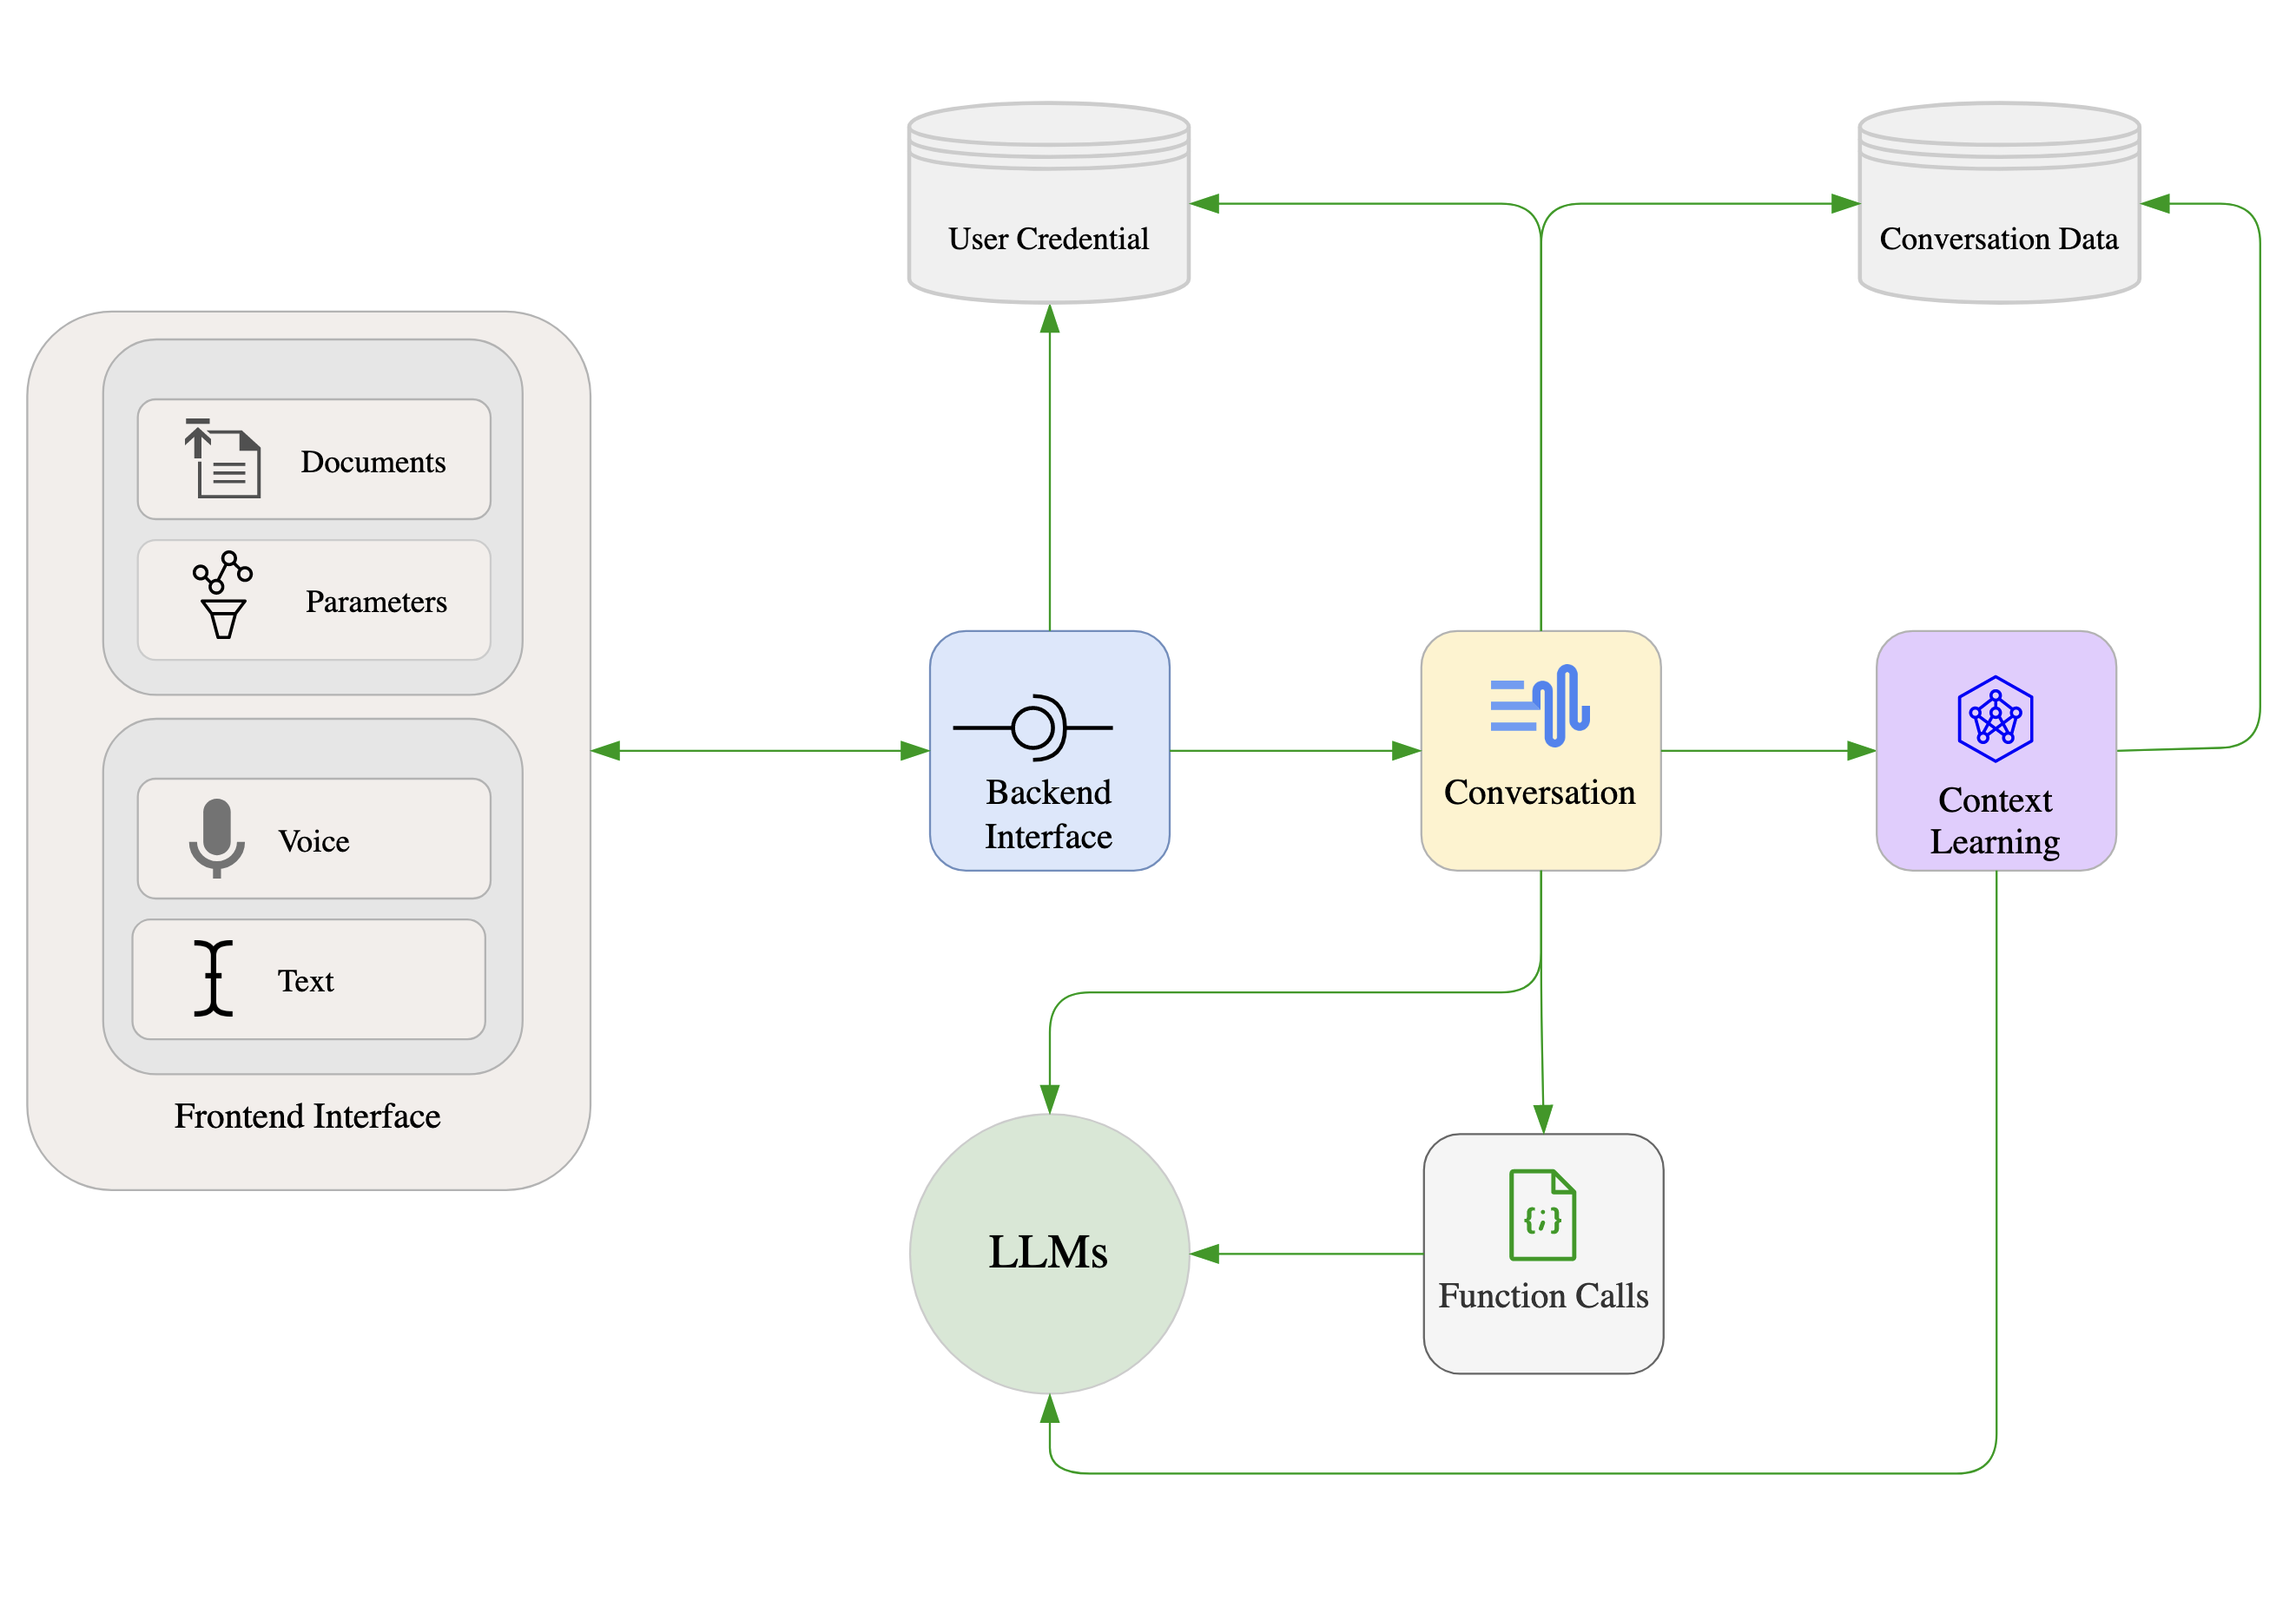 User Credential
Conversation Data
Documents
Parameters
Voice
Text
Frontend Interface
Backend
Interface
Conversation
Context
Learning
LLMs
{;}
Function Calls